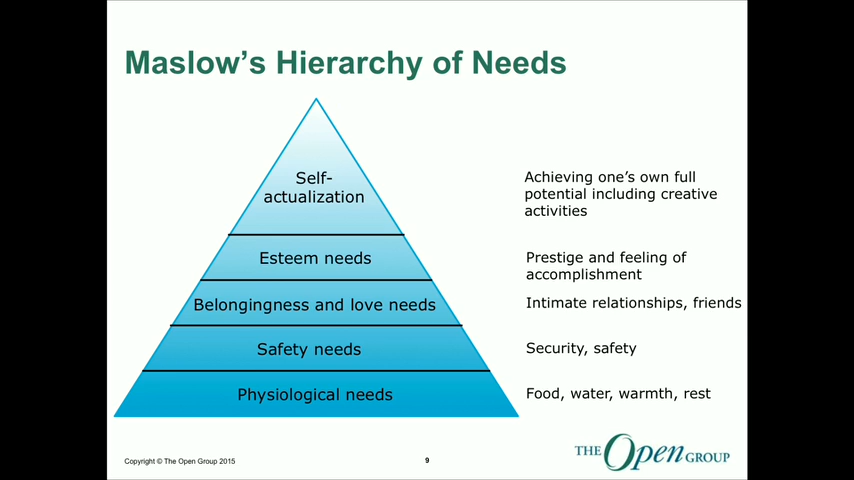 Maslow’s Hierarchy of Needs
Self-
actualization
Achieving one’s own full
potential including creative
activities
Esteem needs
Prestige and feeling of
accomplishment
Belongingness and love needs
Intimate relationships, friends
Safety needs
Security, safety
Physiological needs
Food, water, warmth, rest
Copyright © The Open Group 2015
9
THE Open GROUP